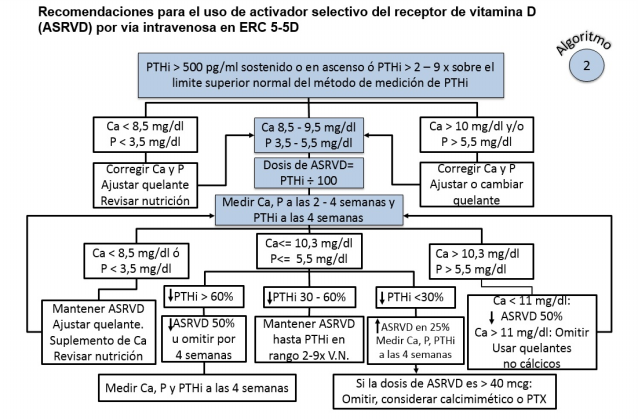 Recomendaciones para el uso de activador selectivo del receptor de vitamina D
(ASRVD) por vía intravenosa en ERC 5-5D
Algoritmo
2
PTHi > 500 pg/ml sostenido o en ascenso ó PTHi > 2 – 9 x sobre el
limite superior normal del método de medición de PTHi
Ca < 8,5 mg/dl
P < 3,5 mg/dl
Ca 8,5 - 9,5 mg/dl
P 3,5 - 5,5 mg/dl
Ca > 10 mg/dl y/o
P > 5,5 mg/dl
Corregir Ca y P
Ajustar quelante
Revisar nutrición
Dosis de ASRVD=
PTHi ÷ 100
Corregir Ca y P
Ajustar o cambiar
quelante
Medir Ca, P a las 2 - 4 semanas y
PTHi a las 4 semanas
Ca < 8,5 mg/dl ó
P < 3,5 mg/dl
Ca<= 10,3 mg/dl
P<= 5,5 mg/dl
Ca > 10,3 mg/dl
P > 5,5 mg/dl
↓PTHi > 60%
↓PTHi 30 - 60%
↓PTHi <30%
Mantener ASRVD
Ajustar quelante.
Suplemento de Ca
Revisar nutrición
↓ASRVD 50%
u omitir por
4 semanas
Mantener ASRVD
hasta PTHi en
rango 2-9x V.N.
↑ASRVD en 25%
Medir Ca, P, PTHi
a las 4 semanas
Ca < 11 mg/dl:
↓ ASRVD 50%
Ca > 11 mg/dl: Omitir
Usar quelantes
no cálcicos
Medir Ca, P y PTHi a las 4 semanas
Si la dosis de ASRVD es > 40 mcg:
Omitir, considerar calcimimético o PTX